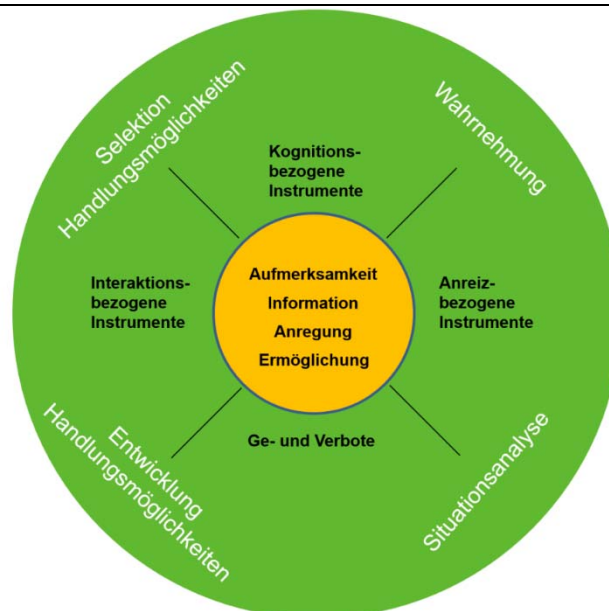 Selektion
Handlungsmöglichkeiten
Wahrnehmung
Kognitions-
bezogene
Instrumente
Interaktions-
bezogene
Instrumente
Aufmerksamkeit
Information
Anregung
Ermöglichung
Anreiz-
bezogene
Instrumente
Ge- und Verbote
Entwicklung
Handlungsmöglichkeiten
Situationsanalyse